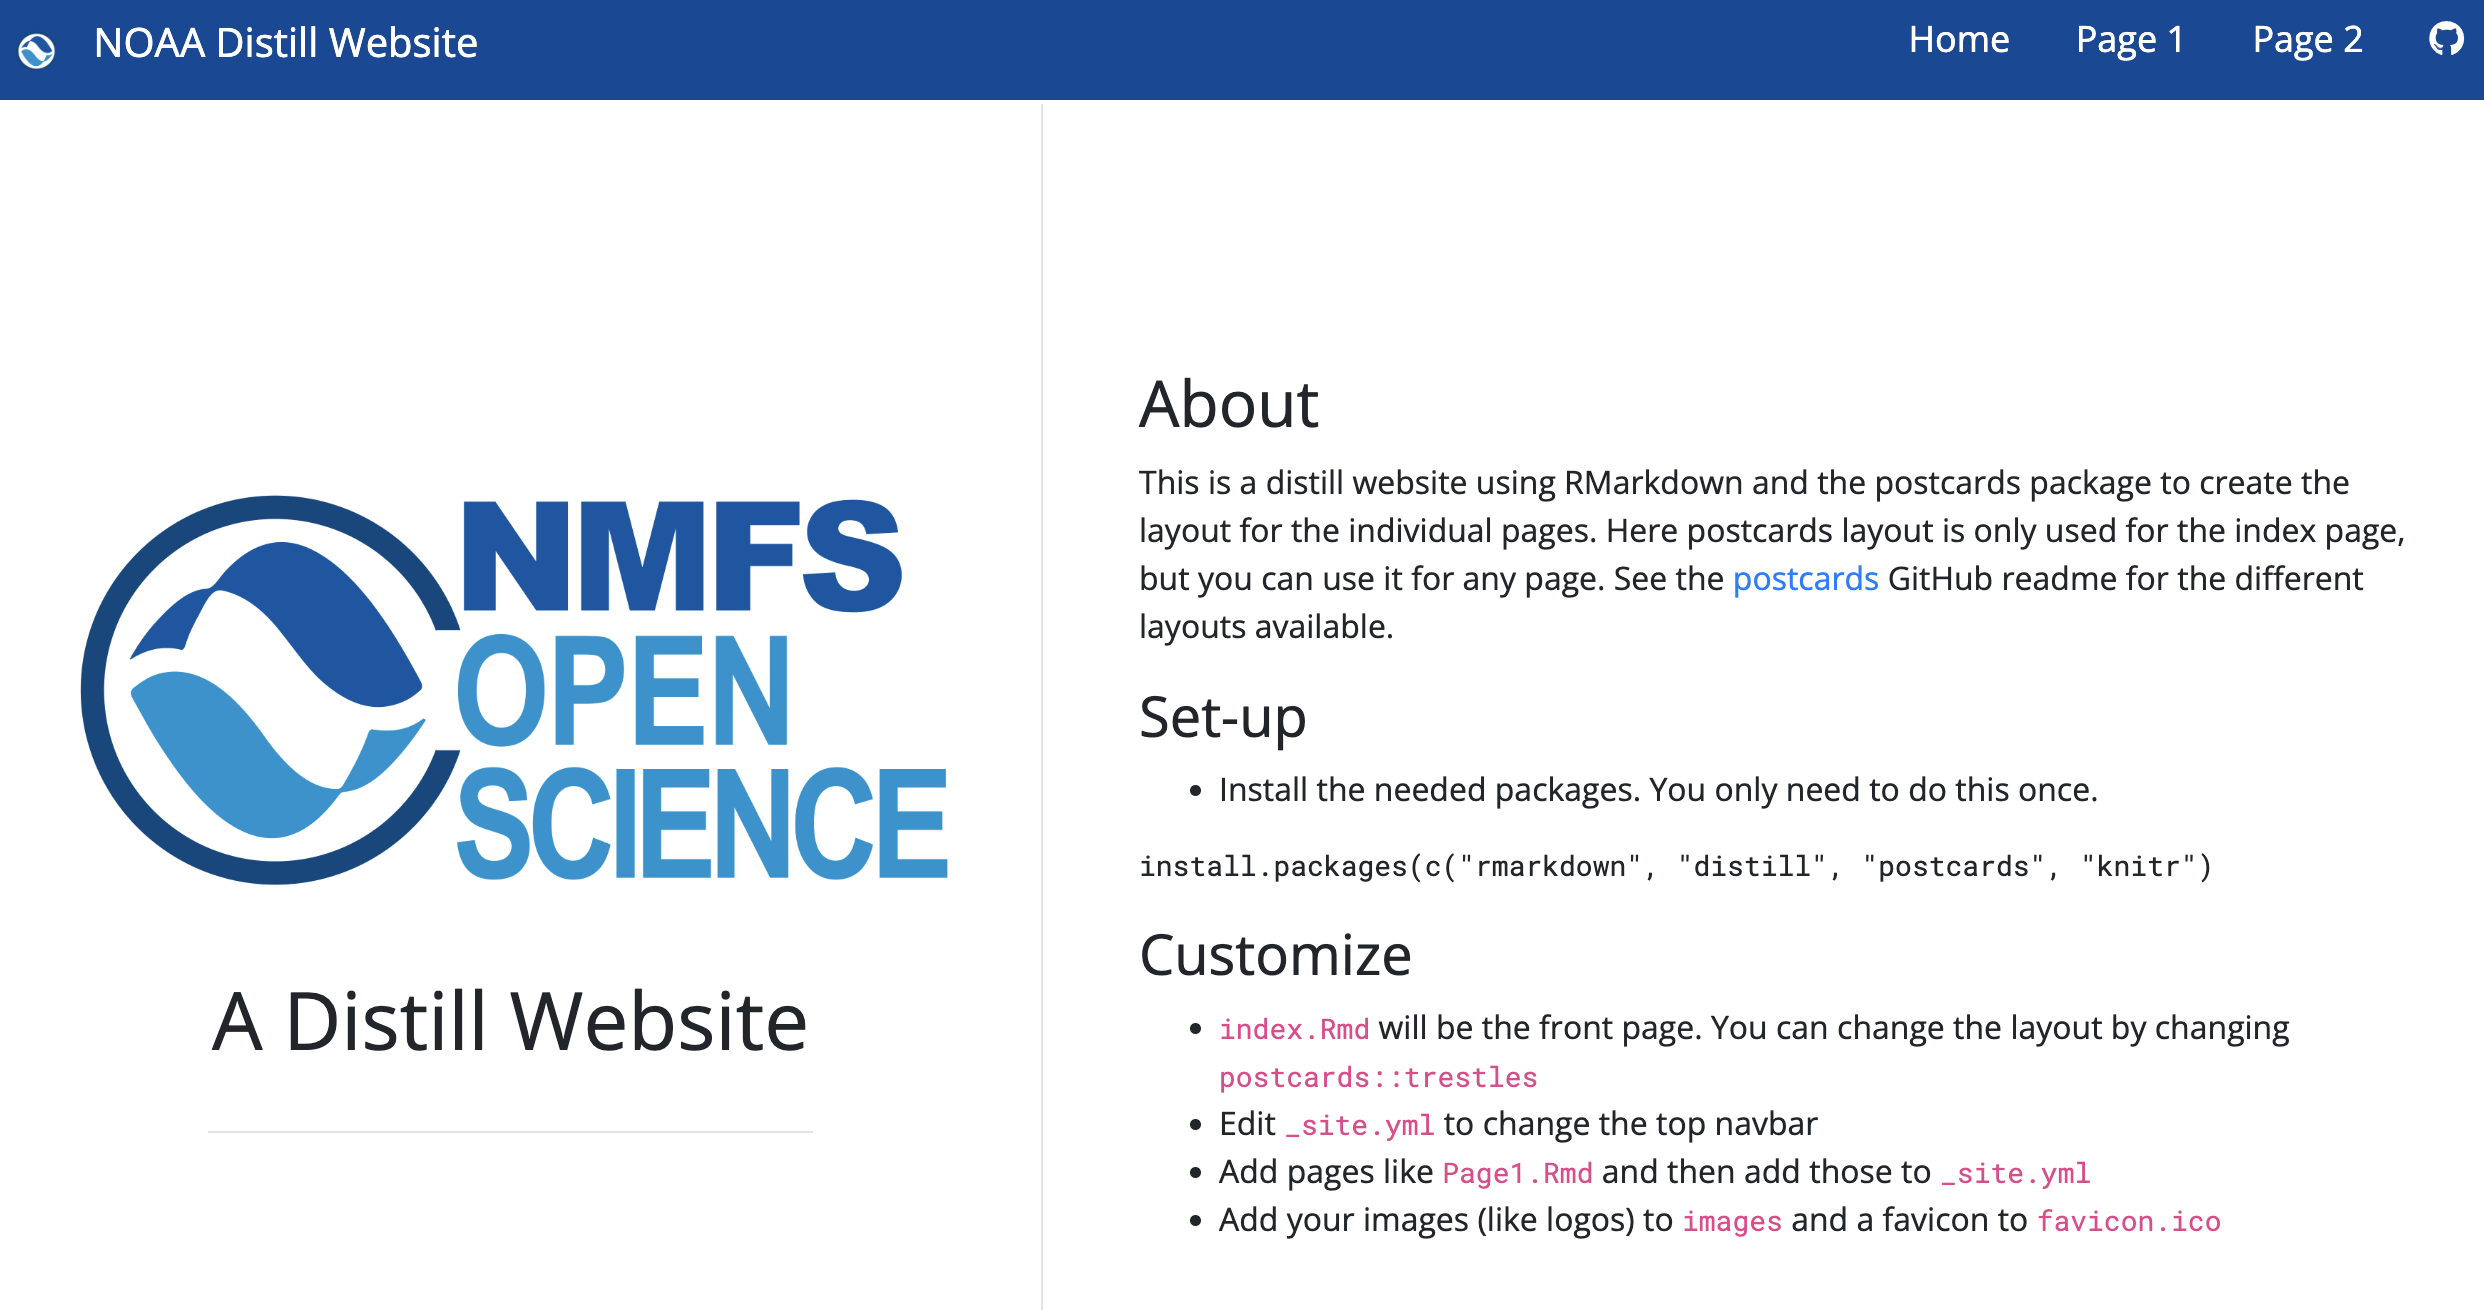 NOAA Distill Website
Home Page 1 Page 2
NMFS
OPEN
SCIENCE
A Distill Website
About
This is a distill website using RMarkdown and the postcards package to create the
layout for the individual pages. Here postcards layout is only used for the index page,
but you can use it for any page. See the postcards GitHub readme for the different
layouts available.
Set-up
• Install the needed packages. You only need to do this once.
install.packages(c("rmarkdown", "distill", "postcards", "knitr")
Customize
• index.Rmd will be the front page. You can change the layout by changing
postcards::trestles
• Edit _site.yml to change the top navbar
• Add pages like Page1.Rmd and then add those to _site.yml
• Add your images (like logos) to images and a favicon to favicon.ico